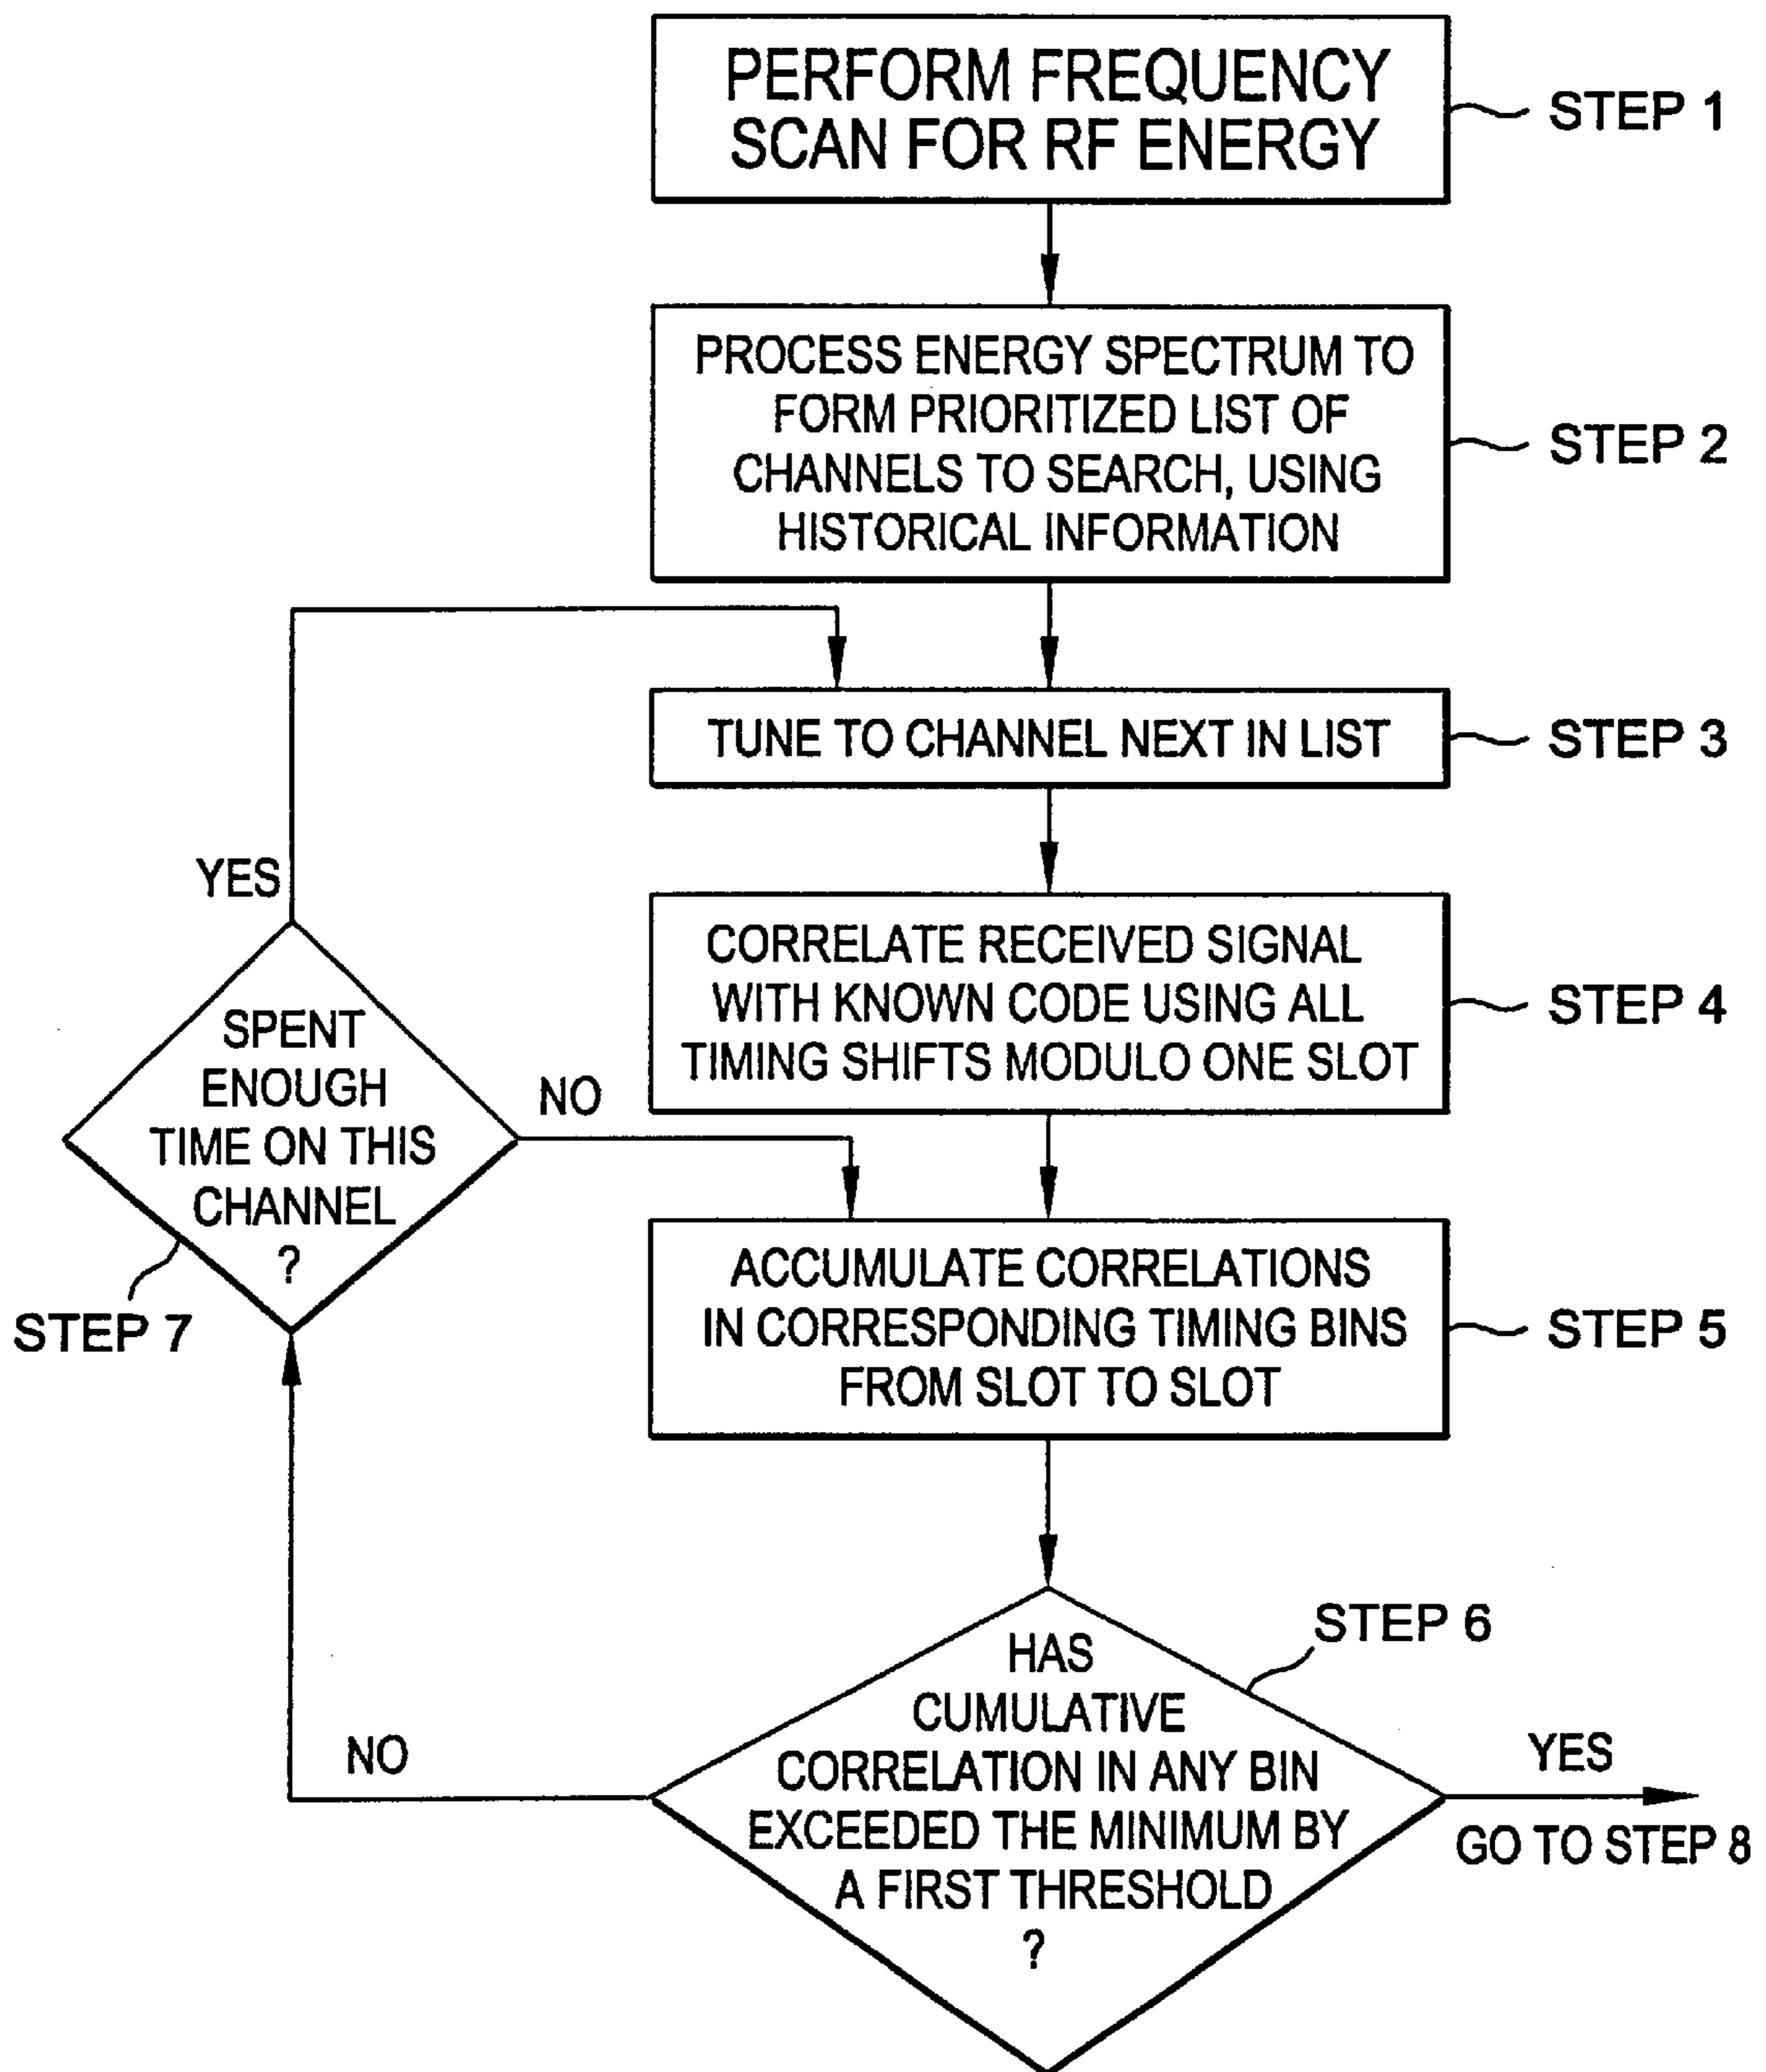 PERFORM FREQUENCY
SCAN FOR RF ENERGY
STEP 1
PROCESS ENERGY SPECTRUM TO
FORM PRIORITIZED LIST OF
CHANNELS TO SEARCH, USING
HISTORICAL INFORMATION
STEP 2
TUNE TO CHANNEL NEXT IN LIST
STEP 3
YES
CORRELATE RECEIVED SIGNAL
WITH KNOWN CODE USING ALL
TIMING SHIFTS MODULO ONE SLOT
STEP 4
SPENT
ENOUGH
TIME ON THIS
CHANNEL
?
NO
STEP 7
ACCUMULATE CORRELATIONS
IN CORRESPONDING TIMING BINS
FROM SLOT TO SLOT
STEP 5
STEP 6
HAS
CUMULATIVE
CORRELATION IN ANY BIN
EXCEEDED THE MINIMUM BY
A FIRST THRESHOLD
?
NO
YES
GO TO STEP 8